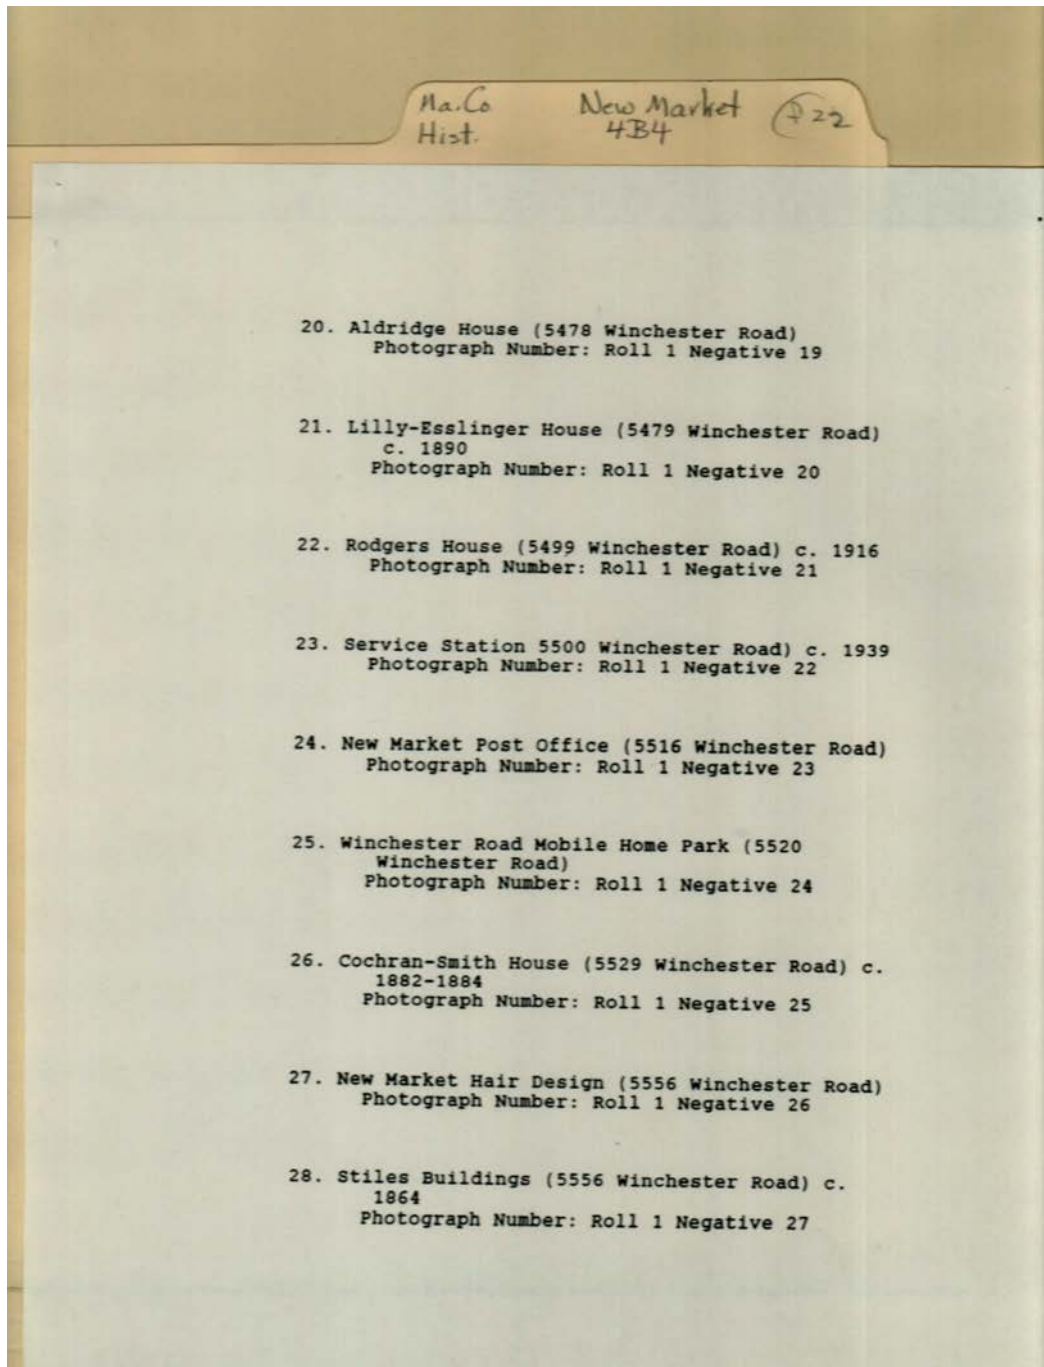 Ma.Co New Market P 22
Hist. 4B4
20. Aldridge House (5478 Winchester Road)
Photograph Number: Roll 1 Negative 19
21. Lilly-Esslinger House (5479 Winchester Road)
c. 1890
Photograph Number: Roll 1 Negative 20
22. Rodgers House (5499 Winchester Road) c. 1916
Photograph Number: Roll 1 Negative 21
23. Service Station 5500 Winchester Road) c. 1939
Photograph Number: Roll 1 Negative 22
24. New Market Post Office (5516 Winchester Road)
Photograph Number: Roll 1 Negative 23
25. Winchester Road Mobile Home Park (5520
Winchester Road)
Photograph Number: Roll 1 Negative 24
26. Cochran-Smith House (5529 Winchester Road) c.
1882-1884
Photograph Number: Roll 1 Negative 25
27. New Market Hair Design (5556 Winchester Road)
Photograph Number: Roll 1 Negative 26
28. Stiles Buildings (5556 Winchester Road) c.
1864
Photograph Number: Roll 1 Negative 27